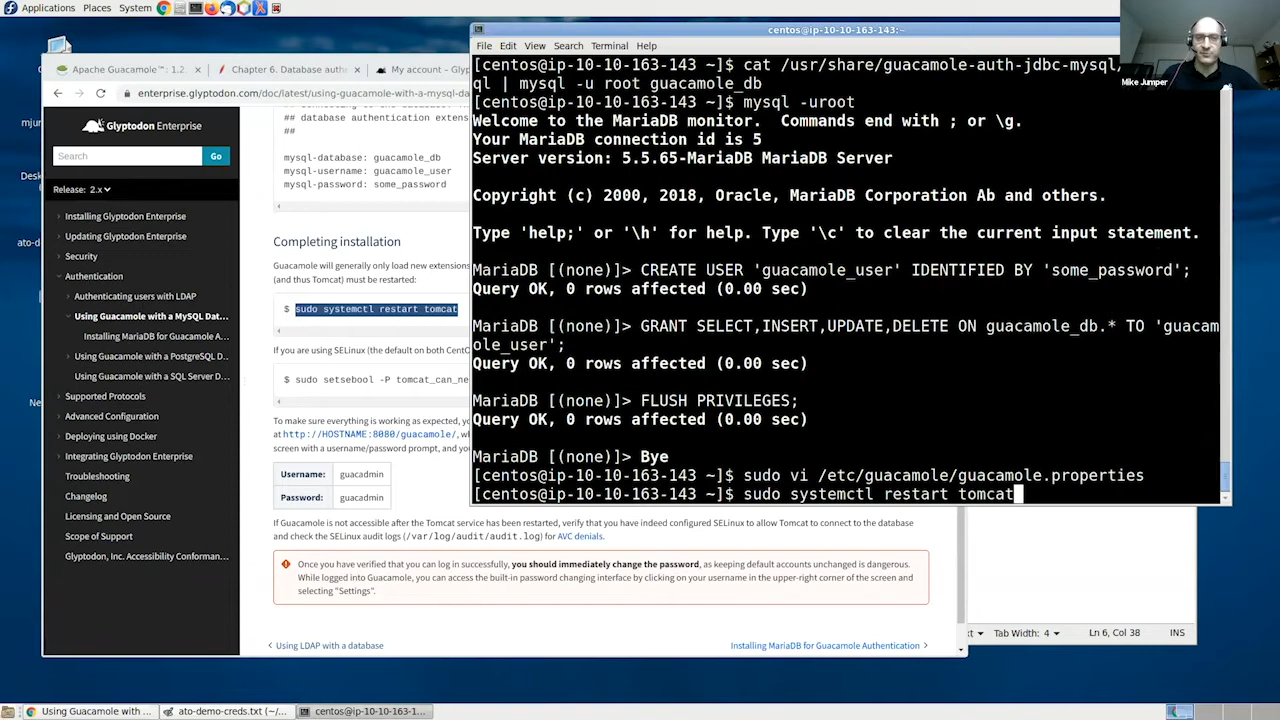 Applications Places
centos@ip-10-10-163-143:~
File Edit View Search Terminal Help
Mike Jumper
[centos@ip-10-10-163-143 ~]$ cat /usr/share/guacamole-auth-jdbc-mysql/
ql | mysql -u root guacamole_db
[centos@ip-10-10-163-143 ~]$ mysql -uroot
Welcome to the MariaDB monitor. Commands end with ; or \g.
Your MariaDB connection id is 5
Server version: 5.5.65-MariaDB MariaDB Server
Copyright (c) 2000, 2018, Oracle, MariaDB Corporation Ab and others.
Type 'help;' or '\h' for help. Type '\c' to clear the current input statement.
MariaDB [(none)]> CREATE USER 'guacamole_user' IDENTIFIED BY 'some_password';
Query OK, 0 rows affected (0.00 sec)
MariaDB [(none)]> GRANT SELECT,INSERT,UPDATE,DELETE ON guacamole_db.* TO 'guacam
ole_user';
Query OK, 0 rows affected (0.00 sec)
MariaDB [(none)]> FLUSH PRIVILEGES;
Query OK, 0 rows affected (0.00 sec)
MariaDB [(none)]> Bye
[centos@ip-10-10-163-143 ~]$ sudo vi /etc/guacamole/guacamole.properties
[centos@ip-10-10-163-143 ~]$ sudo systemctl restart tomcat
Apache Guacamole™: 1.2. Chapter 6. Database auth My account – Glyp
enterprise.glyptodon.com/doc/latest/using-guacamole-with-a-mysql-da
Glyptodon Enterprise
Search Go
Release: 2.x
Installing Glyptodon Enterprise
Updating Glyptodon Enterprise
Security
Authentication
Authenticating users with LDAP
Using Guacamole with a MySQL Dat...
Installing MariaDB for Guacamole A...
Using Guacamole with a PostgreSQL D...
Using Guacamole with a SQL Server D...
Supported Protocols
Advanced Configuration
Deploying using Docker
Integrating Glyptodon Enterprise
Troubleshooting
Changelog
Licensing and Open Source
Scope of Support
Glyptodon, Inc. Accessibility Conforman...
## database authentication exten
##
mysql-database: guacamole_db
mysql-username: guacamole_user
mysql-password: some_password
Completing installation
Guacamole will generally only load new extensions
(and thus Tomcat) must be restarted:
$ sudo systemctl restart tomcat
If you are using SELinux (the default on both CentO
$ sudo setsebool -P tomcat_can_ne
To make sure everything is working as expected, yo
at http://HOSTNAME:8080/guacamole/, wh
screen with a username/password prompt, and you
Username: guacadmin
Password: guacadmin
If Guacamole is not accessible after the Tomcat service has been restarted, verify that you have indeed configured SELinux to allow Tomcat to connect to the database
and check the SELinux audit logs (/var/log/audit/audit.log) for AVC denials.
Once you have verified that you can log in successfully, you should immediately change the password, as keeping default accounts unchanged is dangerous.
While logged into Guacamole, you can access the built-in password changing interface by clicking on your username in the upper-right corner of the screen and
selecting "Settings".
Using LDAP with a database
Installing MariaDB for Guacamole Authentication
xt Tab Width: 4 Ln 6, Col 38 INS
mjur
Desk
ato-d
Ne
Using Guacamole with ... ato-demo-creds.txt (~/... centos@ip-10-10-163-1...